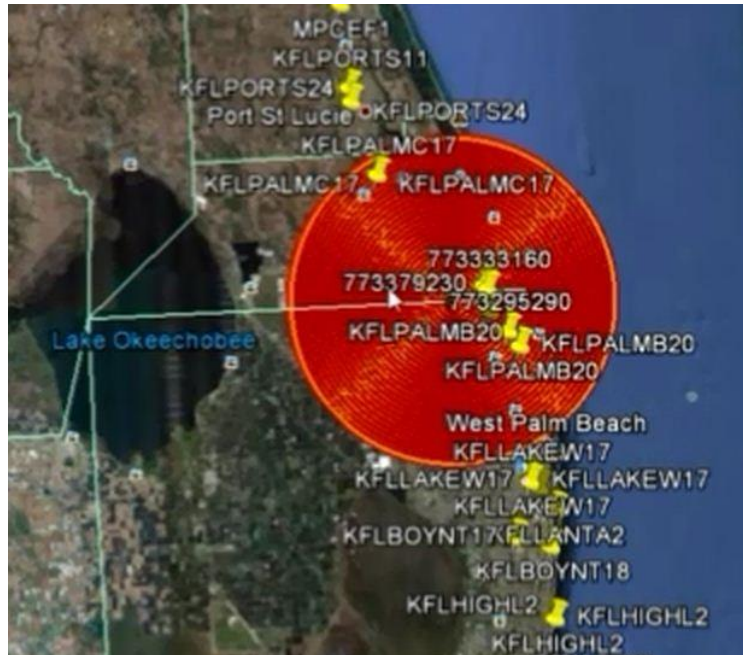 MPCEF1
KFLPORTS11
KFLPORTS24
Port St Lucie KFLPORTS24
KFLPALMC17
KFLPALMC17 KFLPALMC17
773333160
773379230
773295290
KFLPALMB20 KFLPALMB20
KFLPALMB20
Lake Okeechobee
West Palm Beach
KFLLAKEW17
KFLLAKEW17 KFLLAKEW17
KFLLAKEW17
KFLBOYNT17 KFLLANTA2
KFLBOYNT18
KFLHIGHL2 KFLHIGHL2
KFLHIGHL2